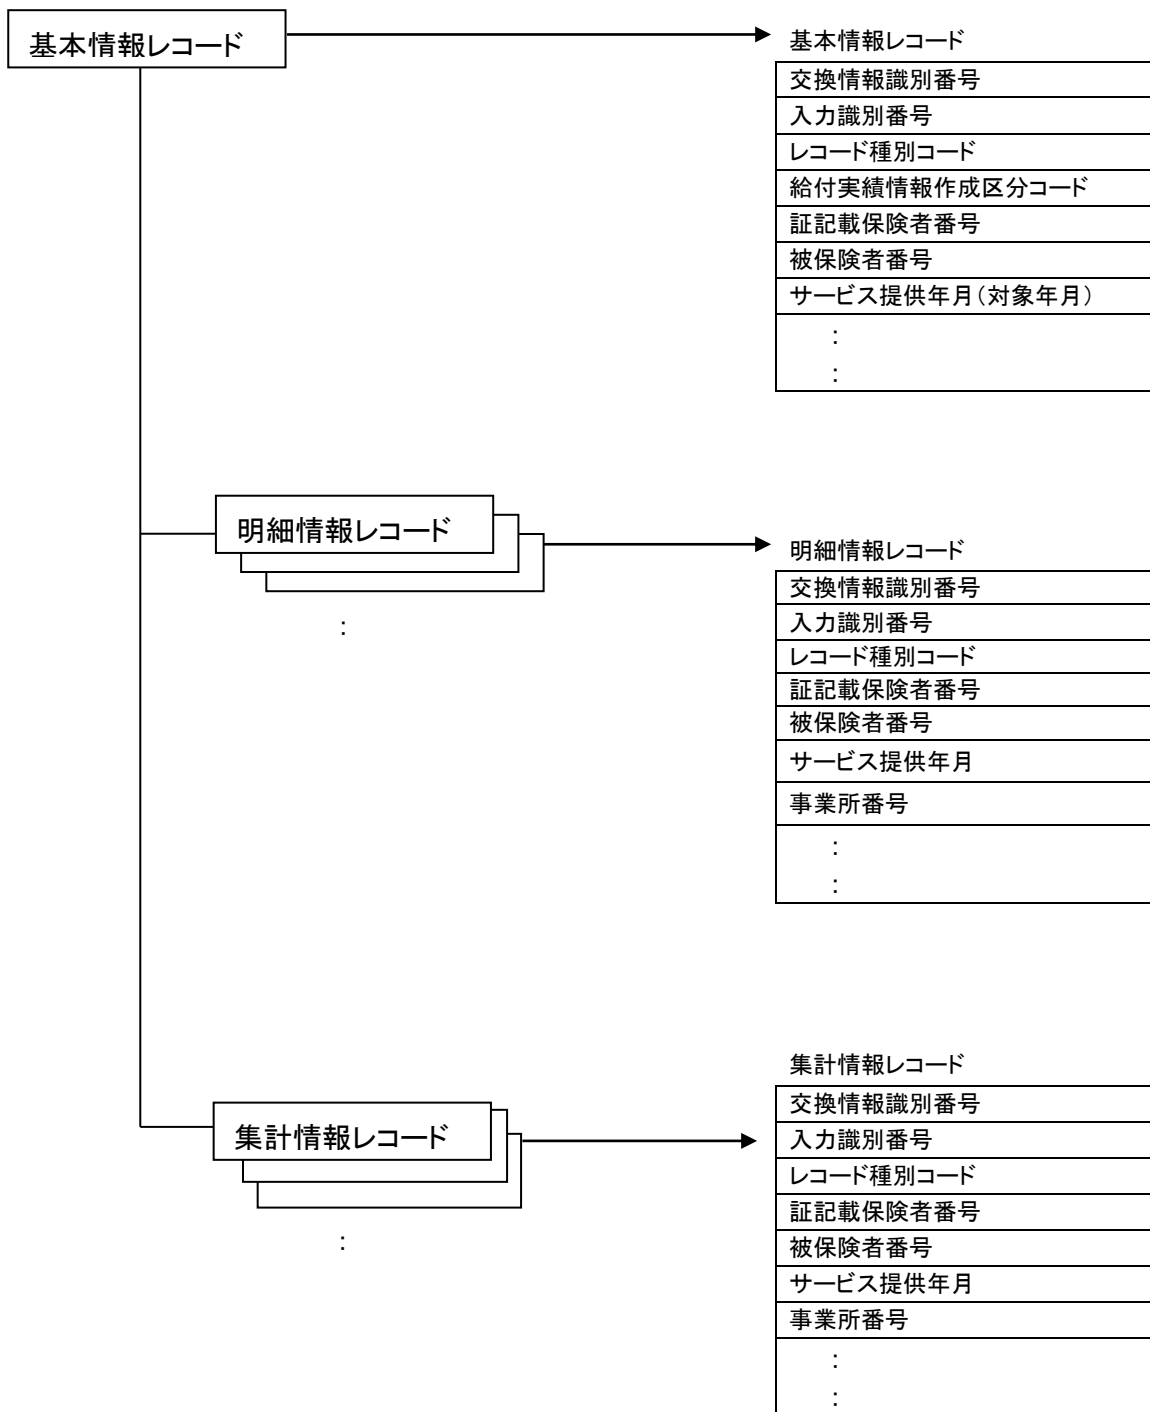 基本情報レコード
基本情報レコード
交換情報識別番号
入力識別番号
レコード種別コード
給付実績情報作成区分コード
証記載保険者番号
被保険者番号
サービス提供年月(対象年月)
:
:
明細情報レコード
:
明細情報レコード
交換情報識別番号
入力識別番号
レコード種別コード
証記載保険者番号
被保険者番号
サービス提供年月
事業所番号
:
:
集計情報レコード
:
集計情報レコード
交換情報識別番号
入力識別番号
レコード種別コード
証記載保険者番号
被保険者番号
サービス提供年月
事業所番号
:
: